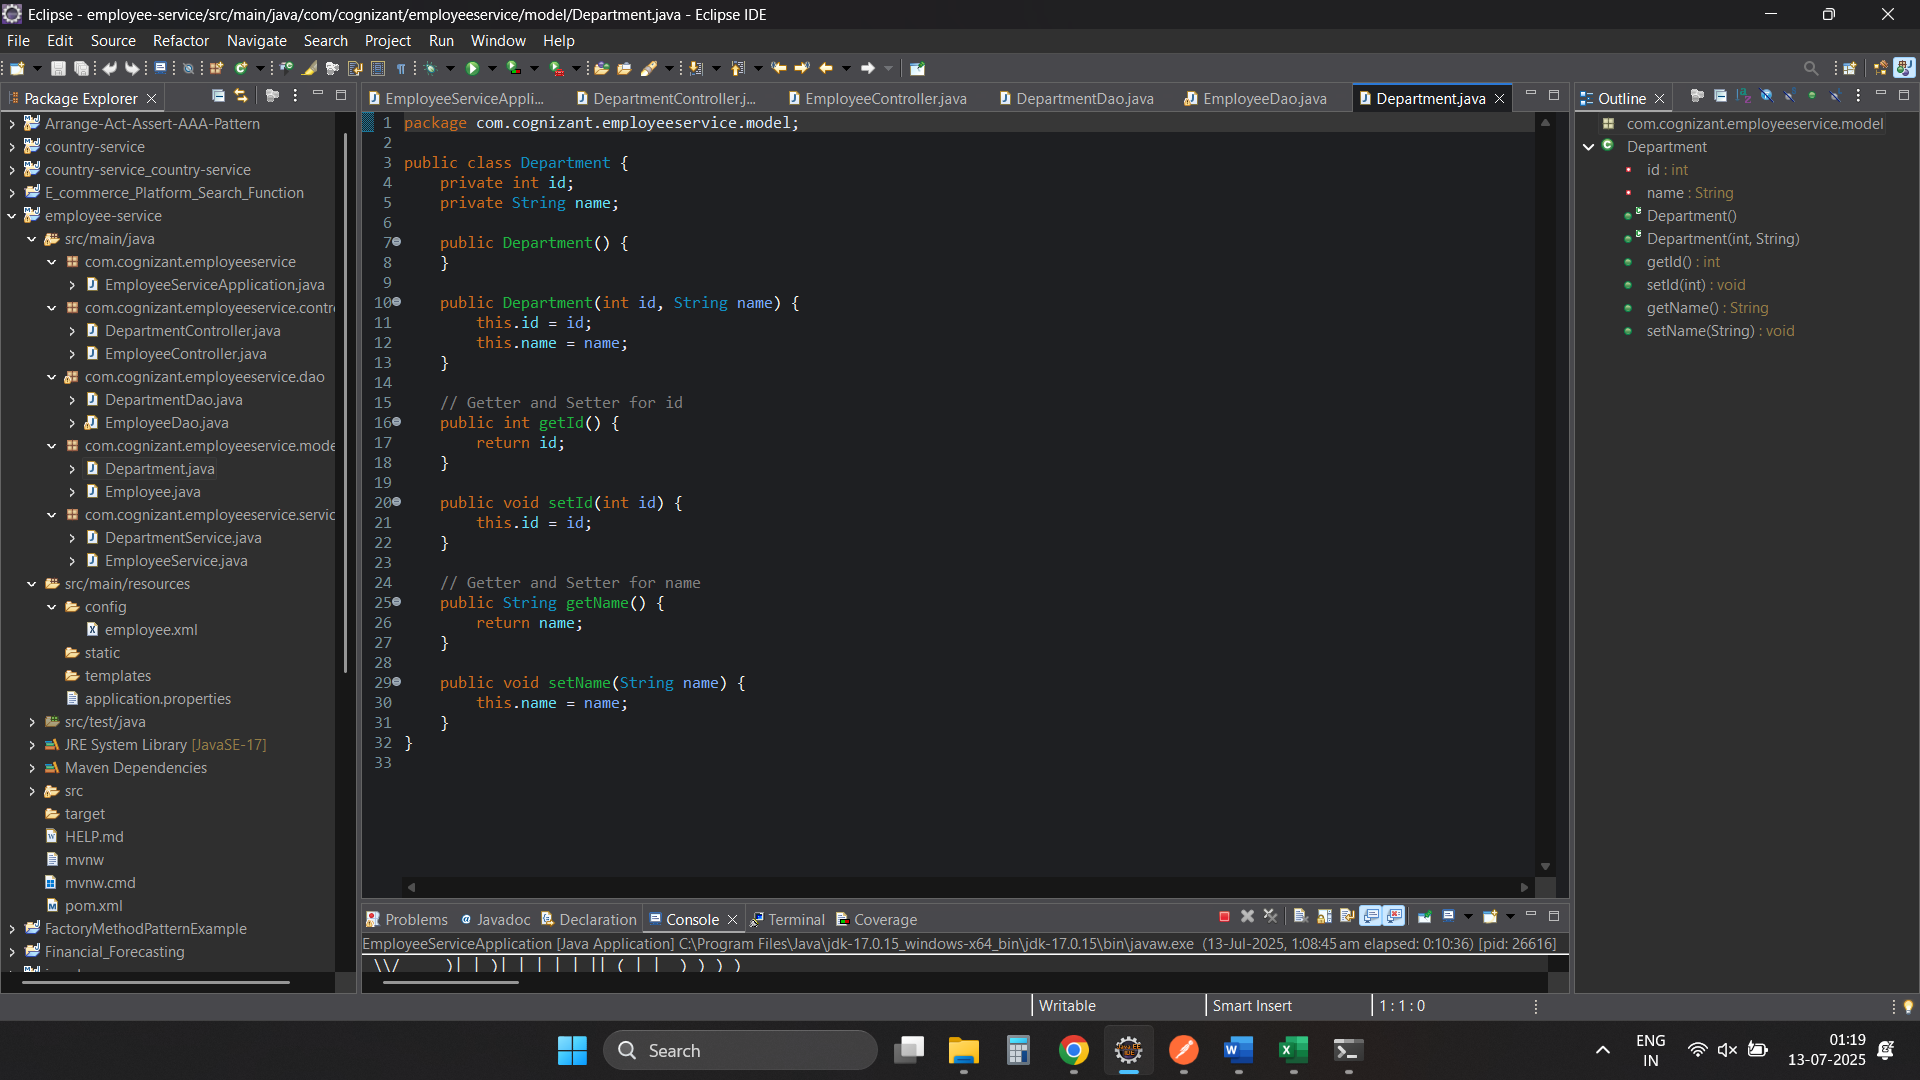 Eclipse - employee-service/src/main/java/com/cognizant/employeeservice/model/Department.java - Eclipse IDE
File Edit Source Refactor Navigate Search Project Run Window Help
Package Explorer
Arrange-Act-Assert-AAA-Pattern
country-service
country-service_country-service
E_commerce_Platform_Search_Function
employee-service
src/main/java
com.cognizant.employeeservice
EmployeeServiceApplication.java
com.cognizant.employeeservice.contr
DepartmentController.java
EmployeeController.java
com.cognizant.employeeservice.dao
DepartmentDao.java
EmployeeDao.java
com.cognizant.employeeservice.mode
Department.java
Employee.java
com.cognizant.employeeservice.servic
DepartmentService.java
EmployeeService.java
src/main/resources
config
employee.xml
static
templates
application.properties
src/test/java
JRE System Library [JavaSE-17]
Maven Dependencies
src
target
HELP.md
mvnw
mvnw.cmd
pom.xml
FactoryMethodPatternExample
Financial_Forecasting
EmployeeServiceAppli... DepartmentController.j... EmployeeController.java DepartmentDao.java EmployeeDao.java Department.java
1 package com.cognizant.employeeservice.model;
2
3 public class Department {
4 private int id;
5 private String name;
6
7 public Department() {
8 }
9
10 public Department(int id, String name) {
11 this.id = id;
12 this.name = name;
13 }
14
15 // Getter and Setter for id
16 public int getId() {
17 return id;
18 }
19
20 public void setId(int id) {
21 this.id = id;
22 }
23
24 // Getter and Setter for name
25 public String getName() {
26 return name;
27 }
28
29 public void setName(String name) {
30 this.name = name;
31 }
32 }
33
Outline
com.cognizant.employeeservice.model
Department
id : int
name : String
Department()
Department(int, String)
getId() : int
setId(int) : void
getName() : String
setName(String) : void
Problems Javadoc Declaration Console Terminal Coverage
EmployeeServiceApplication [Java Application] C:\Program Files\Java\jdk-17.0.15_windows-x64_bin\jdk-17.0.15\bin\javaw.exe (13-Jul-2025, 1:08:45 am elapsed: 0:10:36) [pid: 26616]
\\/ )| | )| | | | | || ( | | ) ) ) )
Writable Smart Insert 1 : 1 : 0
Search
ENG
IN
01:19
13-07-2025